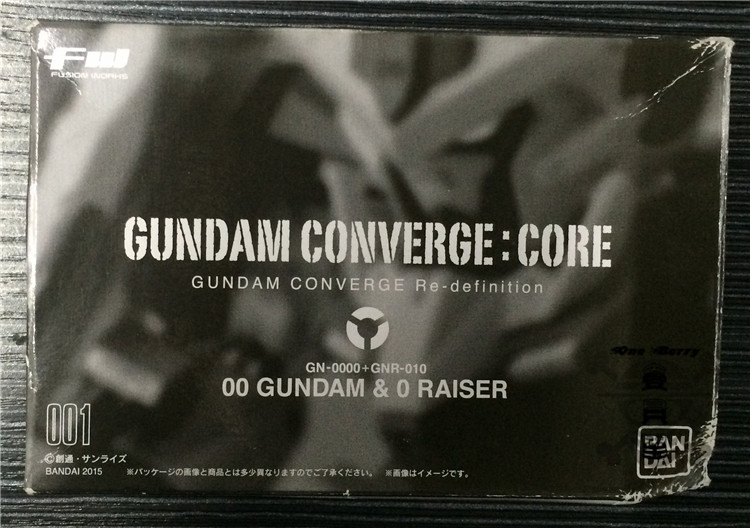 FW
FUSION WORKS
GUNDAM CONVERGE:CORE
GUNDAM CONVERGE Re-definition
GN-0000+GNR-010
00 GUNDAM & 0 RAISER
001
©創通・サンライズ
BANDAI 2015 ※パッケージの画像と商品とは多少異なりますのでご了承ください。 ※画像はイメージです。
BAN
DAI